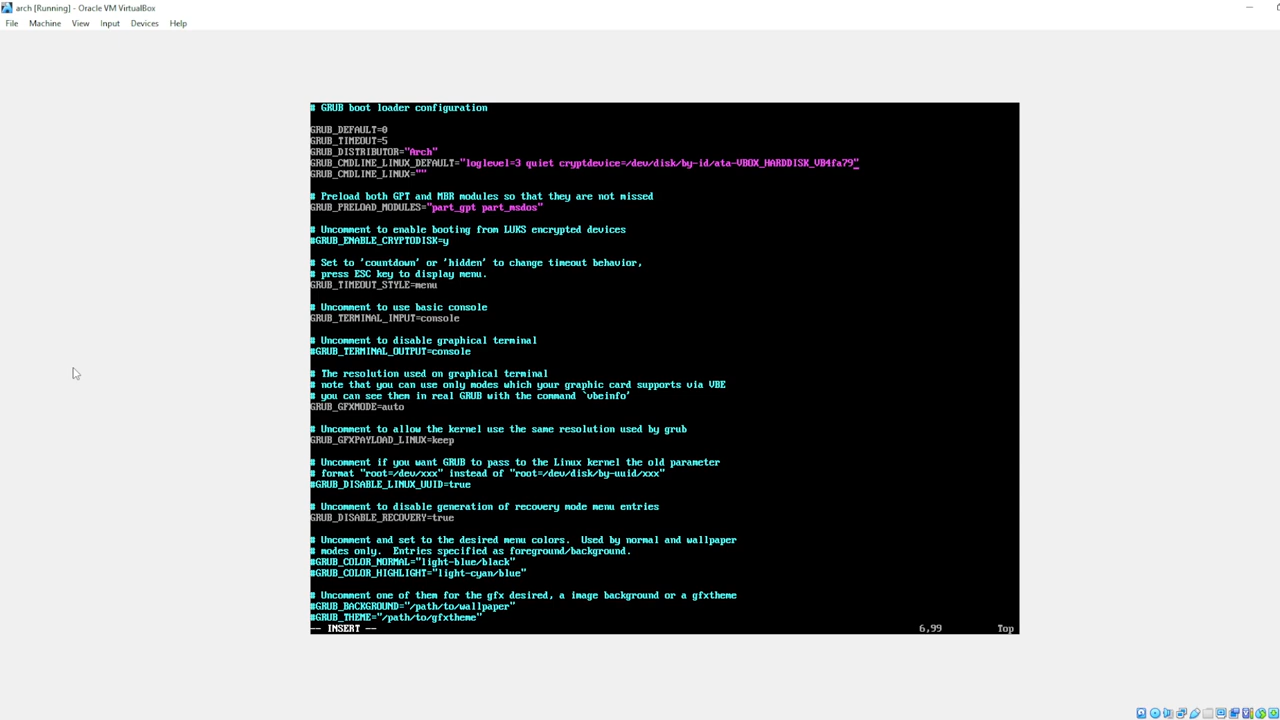 arch [Running] - Oracle VM VirtualBox
File Machine View Input Devices Help
# GRUB boot loader configuration
GRUB_DEFAULT=0
GRUB_TIMEOUT=5
GRUB_DISTRIBUTOR="Arch"
GRUB_CMDLINE_LINUX_DEFAULT="loglevel=3 quiet cryptdevice=/dev/disk/by-id/ata-VBOX_HARDDISK_VB4fa79"
GRUB_CMDLINE_LINUX=""
# Preload both GPT and MBR modules so that they are not missed
GRUB_PRELOAD_MODULES="part_gpt part_msdos"
# Uncomment to enable booting from LUKS encrypted devices
#GRUB_ENABLE_CRYPTODISK=y
# Set to 'countdown' or 'hidden' to change timeout behavior,
# press ESC key to display menu.
GRUB_TIMEOUT_STYLE=menu
# Uncomment to use basic console
GRUB_TERMINAL_INPUT=console
# Uncomment to disable graphical terminal
#GRUB_TERMINAL_OUTPUT=console
# The resolution used on graphical terminal
# note that you can use only modes which your graphic card supports via VBE
# you can see them in real GRUB with the command `vbeinfo'
GRUB_GFXMODE=auto
# Uncomment to allow the kernel use the same resolution used by grub
GRUB_GFXPAYLOAD_LINUX=keep
# Uncomment if you want GRUB to pass to the Linux kernel the old parameter
# format "root=/dev/xxx" instead of "root=/dev/disk/by-uuid/xxx"
#GRUB_DISABLE_LINUX_UUID=true
# Uncomment to disable generation of recovery mode menu entries
GRUB_DISABLE_RECOVERY=true
# Uncomment and set to the desired menu colors.  Used by normal and wallpaper
# modes only.  Entries specified as foreground/background.
#GRUB_COLOR_NORMAL="light-blue/black"
#GRUB_COLOR_HIGHLIGHT="light-cyan/blue"
# Uncomment one of them for the gfx desired, a image background or a gfxtheme
#GRUB_BACKGROUND="/path/to/wallpaper"
#GRUB_THEME="/path/to/gfxtheme"
-- INSERT -- 6,99 Top